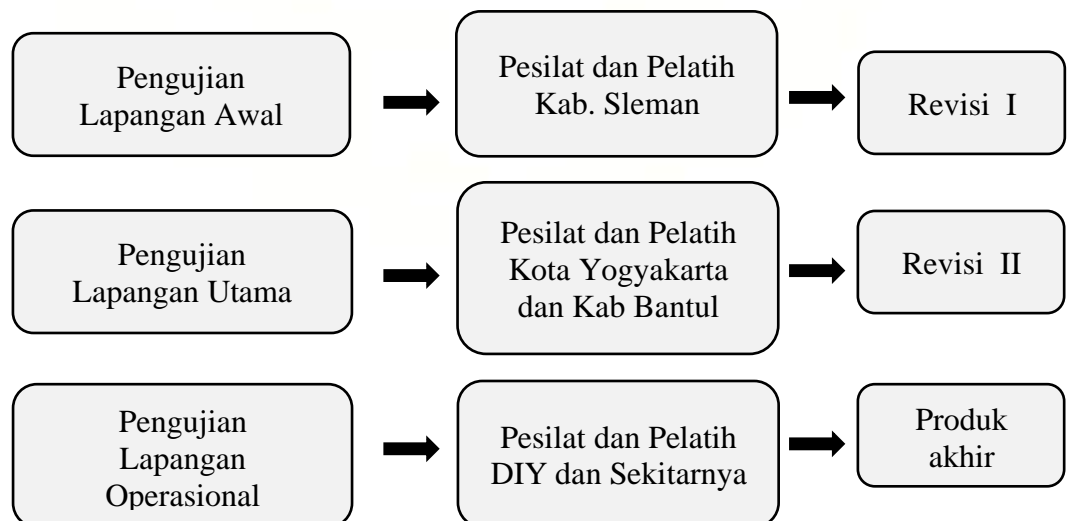 Pengujian
Lapangan Awal
Pesilat dan Pelatih
Kab. Sleman
Revisi I
Pengujian
Lapangan Utama
Pesilat dan Pelatih
Kota Yogyakarta
dan Kab Bantul
Revisi II
Pengujian
Lapangan
Operasional
Pesilat dan Pelatih
DIY dan Sekitarnya
Produk
akhir